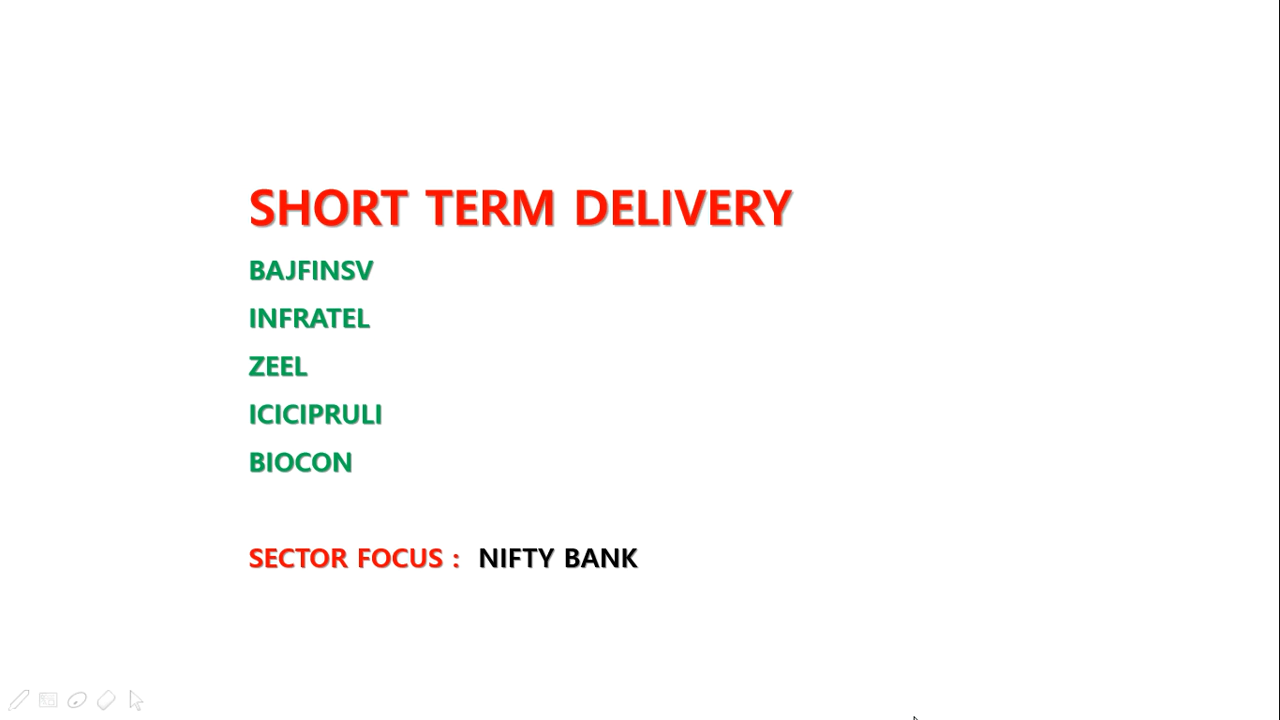 SHORT TERM DELIVERY
BAJFINSV
INFRATEL
ZEEL
ICICIPRULI
BIOCON
SECTOR FOCUS : NIFTY BANK